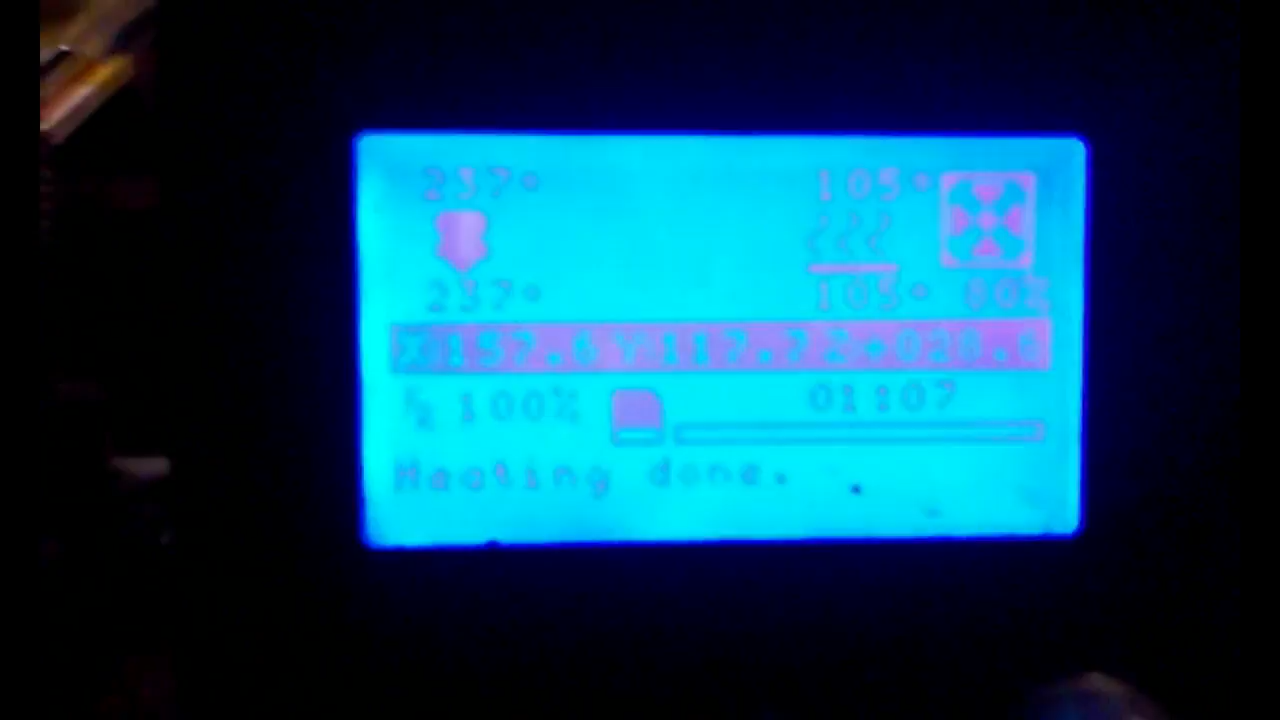 237° 105°
237° 105° 80%
X 157.6 Y 117.7 Z+028.6
100% 01:07
Heating done.